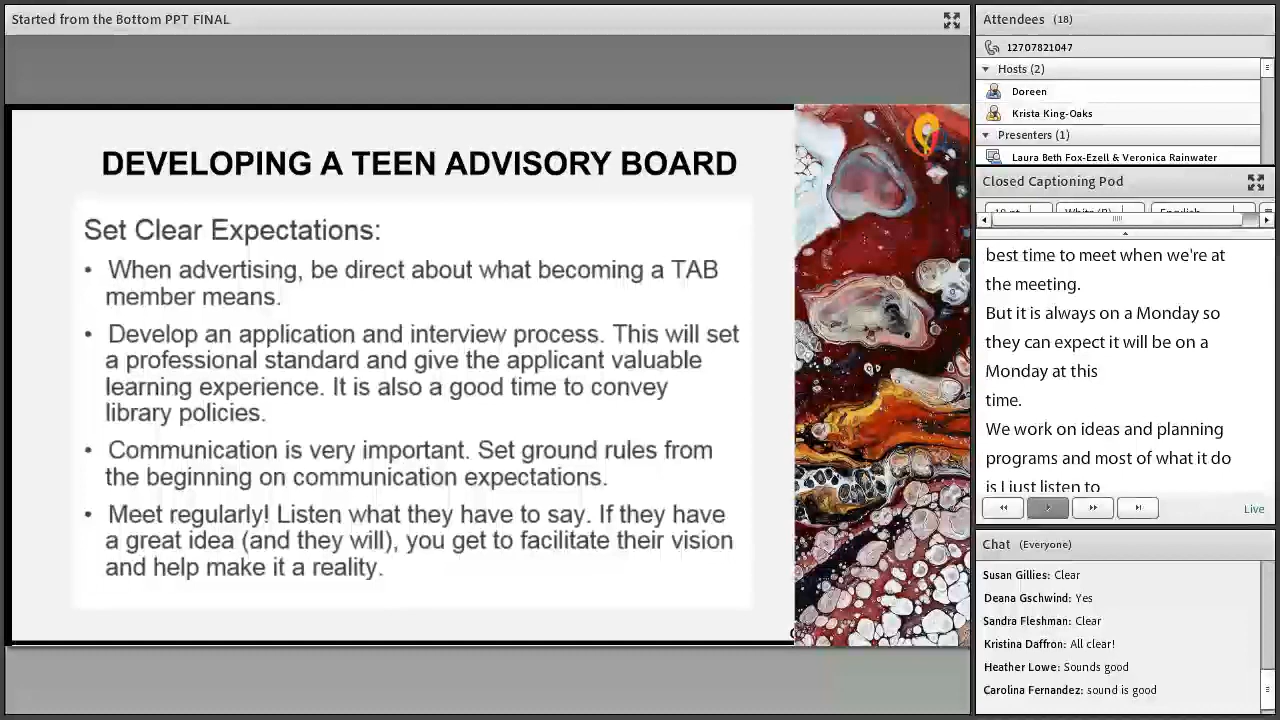 Started from the Bottom PPT FINAL
DEVELOPING A TEEN ADVISORY BOARD
Set Clear Expectations:
• When advertising, be direct about what becoming a TAB
member means.
• Develop an application and interview process. This will set
a professional standard and give the applicant valuable
learning experience. It is also a good time to convey
library policies.
• Communication is very important. Set ground rules from
the beginning on communication expectations.
• Meet regularly! Listen what they have to say. If they have
a great idea (and they will), you get to facilitate their vision
and help make it a reality.
Attendees (18)
12707821047
Hosts (2)
Doreen
Krista King-Oaks
Presenters (1)
Laura Beth Fox-Ezell & Veronica Rainwater
Closed Captioning Pod
best time to meet when we're at
the meeting.
But it is always on a Monday so
they can expect it will be on a
Monday at this
time.
We work on ideas and planning
programs and most of what it do
is I just listen to
Live
Chat (Everyone)
Susan Gillies: Clear
Deana Gschwind: Yes
Sandra Fleshman: Clear
Kristina Daffron: All clear!
Heather Lowe: Sounds good
Carolina Fernandez: sound is good